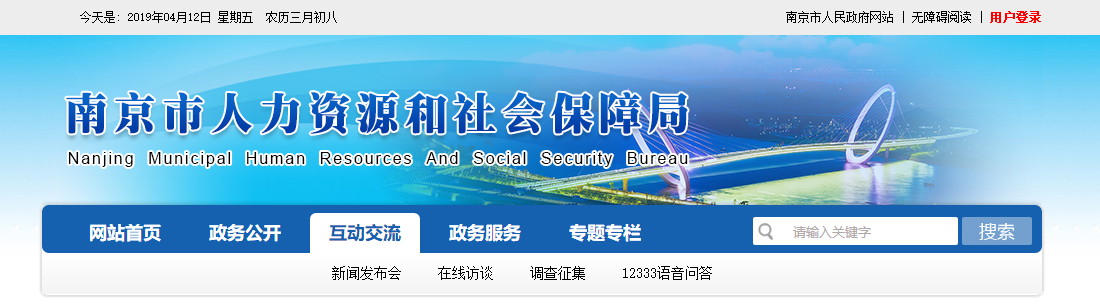 今天是：2019年04月12日 星期五 农历三月初八
南京市人民政府网站 | 无障碍阅读 | 用户登录
南京市人力资源和社会保障局
Nanjing Municipal Human Resources And Social Security Bureau
网站首页 政务公开 互动交流 政务服务 专题专栏 请输入关键字 搜索
新闻发布会 在线访谈 调查征集 12333语音问答